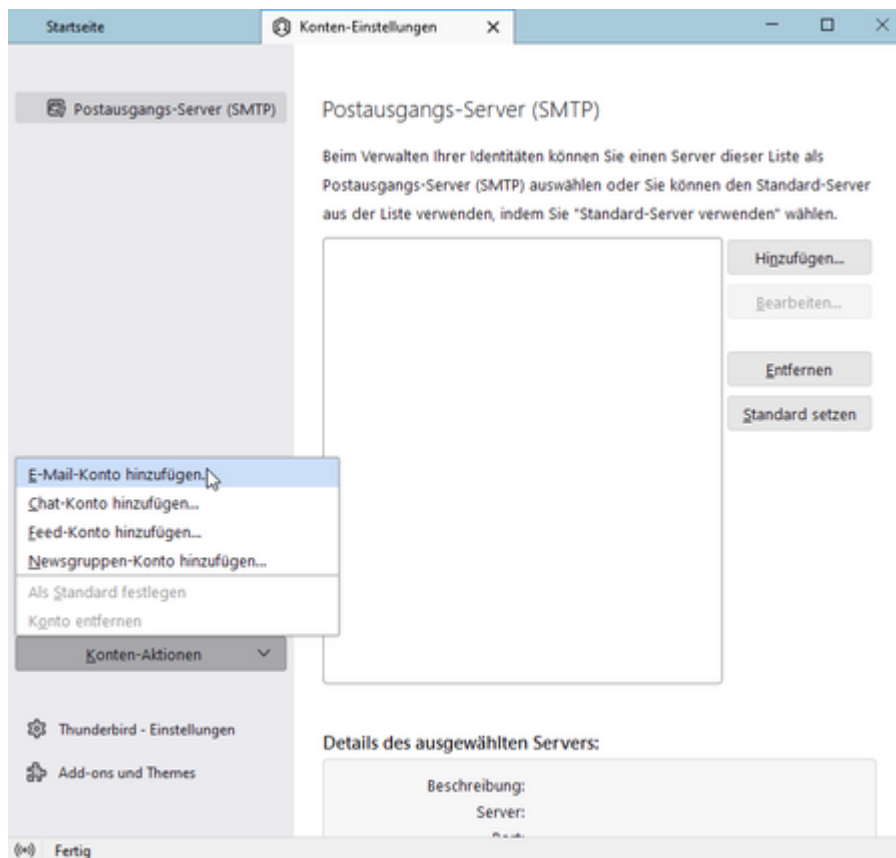 Startseite
Konten-Einstellungen
Postausgangs-Server (SMTP)
Postausgangs-Server (SMTP)
Beim Verwalten Ihrer Identitäten können Sie einen Server dieser Liste als
Postausgangs-Server (SMTP) auswählen oder Sie können den Standard-Server
aus der Liste verwenden, indem Sie "Standard-Server verwenden" wählen.
Hinzufügen...
Bearbeiten...
Entfernen
Standard setzen
E-Mail-Konto hinzufügen...
Chat-Konto hinzufügen...
Feed-Konto hinzufügen...
Newsgruppen-Konto hinzufügen...
Als Standard festlegen
Konto entfernen
Konten-Aktionen
Thunderbird - Einstellungen
Add-ons und Themes
Details des ausgewählten Servers:
Beschreibung:
Server:
Fertig